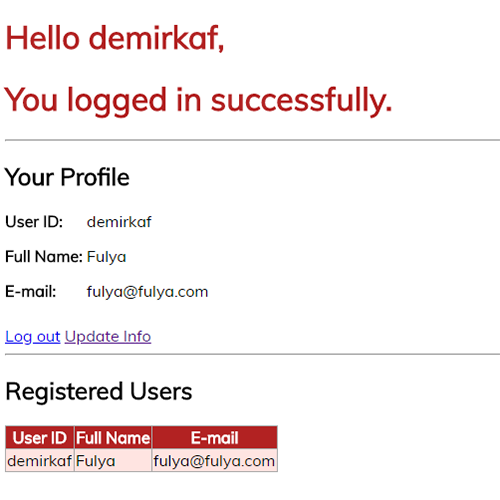 Hello demirkaf,
You logged in successfully.
Your Profile
User ID: demirkaf
Full Name: Fulya
E-mail: fulya@fulya.com
Log out Update Info
Registered Users
User ID Full Name E-mail
demirkaf Fulya fulya@fulya.com